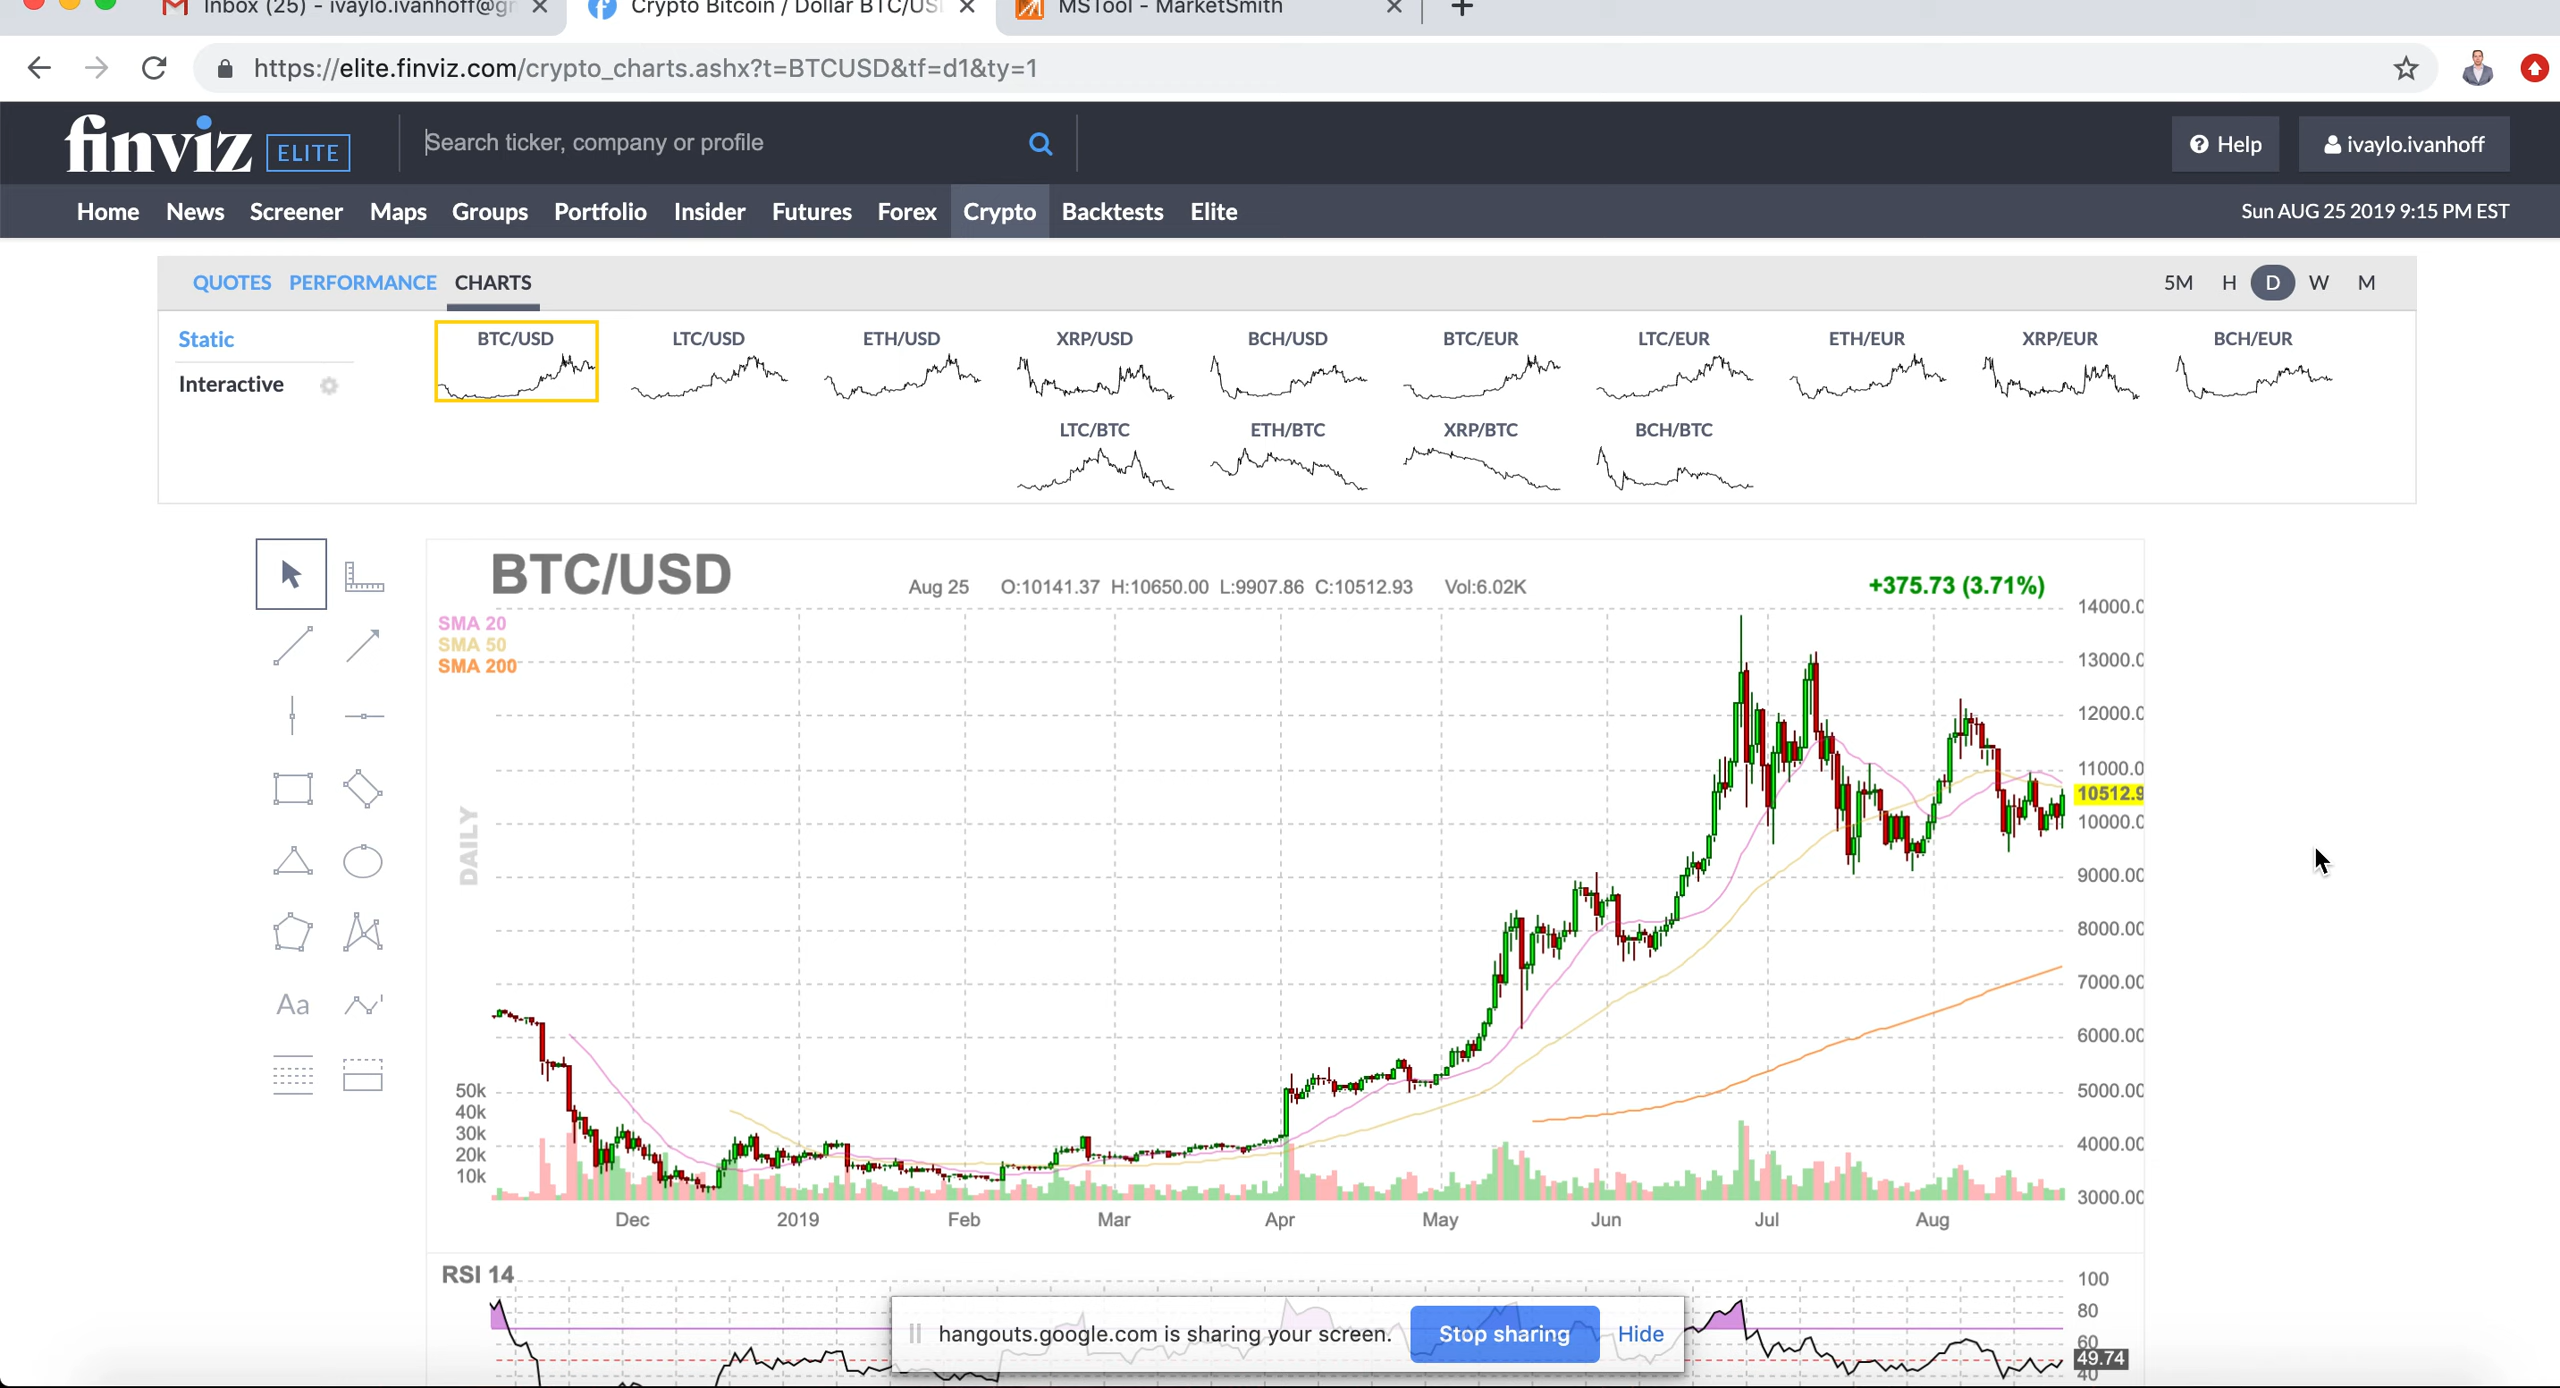 Inbox (25) - ivaylo.ivanhoff@gr
Crypto Bitcoin / Dollar BTC/US
MSTool - MarketSmith
https://elite.finviz.com/crypto_charts.ashx?t=BTCUSD&tf=d1&ty=1
finviz ELITE
Search ticker, company or profile
Help
ivaylo.ivanhoff
Home News Screener Maps Groups Portfolio Insider Futures Forex Crypto Backtests Elite
Sun AUG 25 2019 9:15 PM EST
QUOTES PERFORMANCE CHARTS
5M H D W M
Static
Interactive
BTC/USD LTC/USD ETH/USD XRP/USD BCH/USD BTC/EUR LTC/EUR ETH/EUR XRP/EUR BCH/EUR
LTC/BTC ETH/BTC XRP/BTC BCH/BTC
BTC/USD
Aug 25 O:10141.37 H:10650.00 L:9907.86 C:10512.93 Vol:6.02K
+375.73 (3.71%)
SMA 20
SMA 50
SMA 200
DAILY
Aa
14000.0
13000.0
12000.0
11000.0
10512.9
10000.0
9000.00
8000.00
7000.00
6000.00
5000.00
4000.00
3000.00
50k
40k
30k
20k
10k
Dec 2019 Feb Mar Apr May Jun Jul Aug
RSI 14
100
80
60
49.74
40
hangouts.google.com is sharing your screen.
Stop sharing
Hide